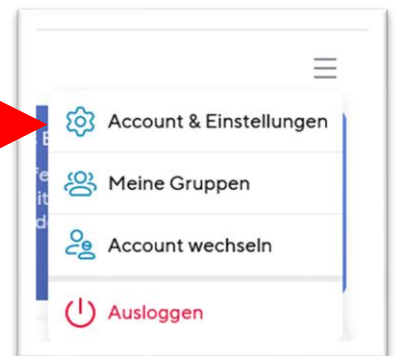 Account & Einstellungen
Meine Gruppen
Account wechseln
Ausloggen